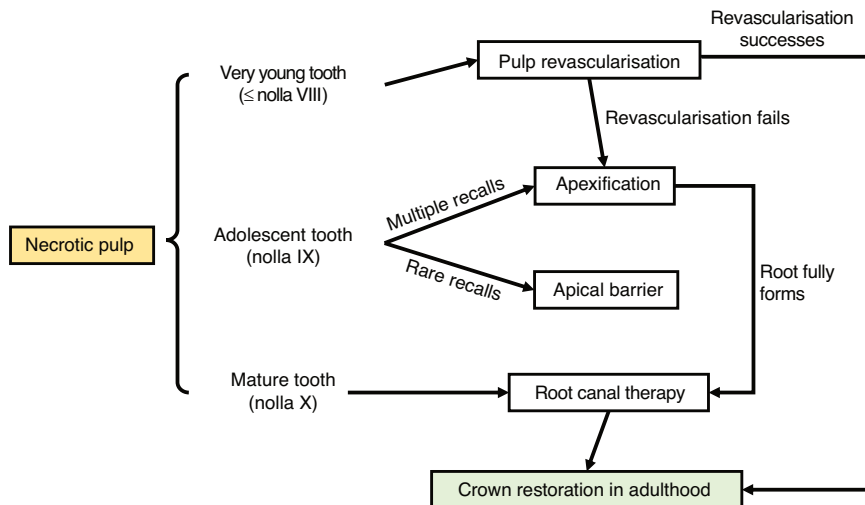 Revascularisation
successes
Pulp revascularisation
Very young tooth
(≤ nolla VIII)
Revascularisation fails
Multiple recalls
Apexification
Necrotic pulp
Adolescent tooth
(nolla IX)
Rare recalls
Apical barrier
Root fully
forms
Mature tooth
(nolla X)
Root canal therapy
Crown restoration in adulthood